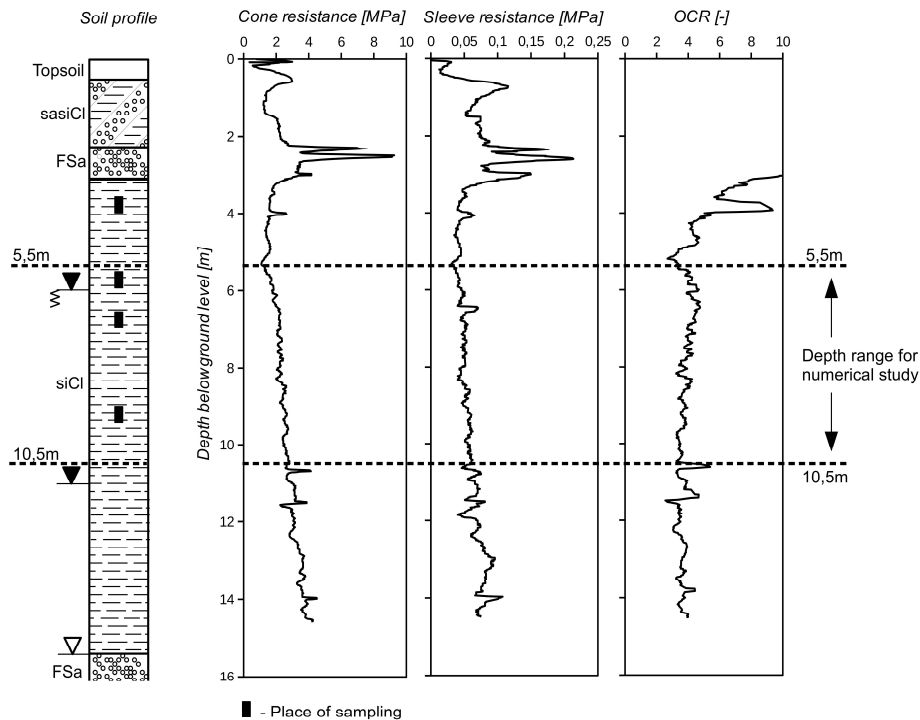 Soil profile
Cone resistance [MPa]
Sleeve resistance [MPa]
OCR [-]
0 2 4 6 8 10
0 0,05 0,1 0,15 0,2 0,25
0 2 4 6 8 10
Topsoil
sasiCl
FSa
5,5m
siCl
10,5m
FSa
Depth below ground level [m]
0
2
4
6
8
10
12
14
16
5,5m
Depth range for
numerical study
10,5m
- Place of sampling